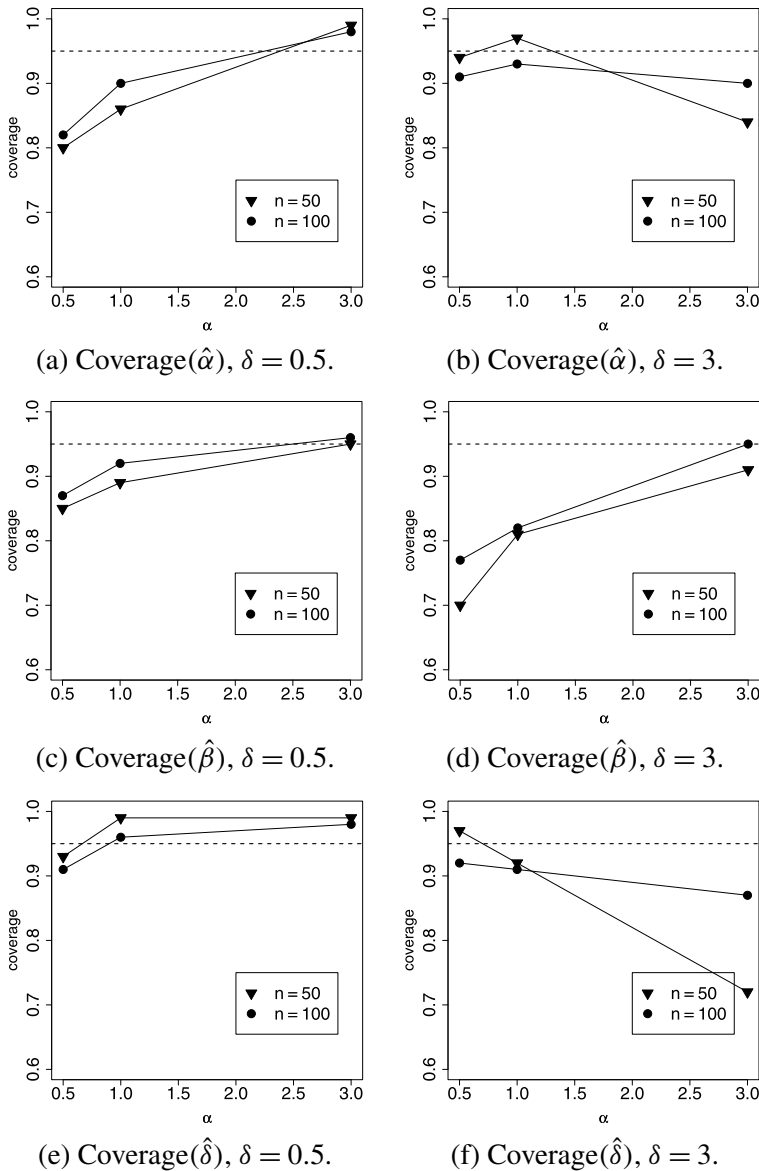 coverage
1.0
0.9
0.8
0.7
0.6
n = 50
n = 100
0.5 1.0 1.5 2.0 2.5 3.0
α
(a) Coverage(α̂), δ = 0.5.
coverage
1.0
0.9
0.8
0.7
0.6
n = 50
n = 100
0.5 1.0 1.5 2.0 2.5 3.0
α
(b) Coverage(α̂), δ = 3.
coverage
1.0
0.9
0.8
0.7
0.6
n = 50
n = 100
0.5 1.0 1.5 2.0 2.5 3.0
α
(c) Coverage(β̂), δ = 0.5.
coverage
1.0
0.9
0.8
0.7
0.6
n = 50
n = 100
0.5 1.0 1.5 2.0 2.5 3.0
α
(d) Coverage(β̂), δ = 3.
coverage
1.0
0.9
0.8
0.7
0.6
n = 50
n = 100
0.5 1.0 1.5 2.0 2.5 3.0
α
(e) Coverage(δ̂), δ = 0.5.
coverage
1.0
0.9
0.8
0.7
0.6
n = 50
n = 100
0.5 1.0 1.5 2.0 2.5 3.0
α
(f) Coverage(δ̂), δ = 3.